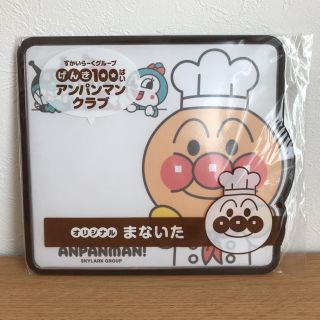 すかいらーくグループ
げんき100ばい
アンパンマン
クラブ
オリジナル まないた
ANPANMAN!
SKYLARK GROUP